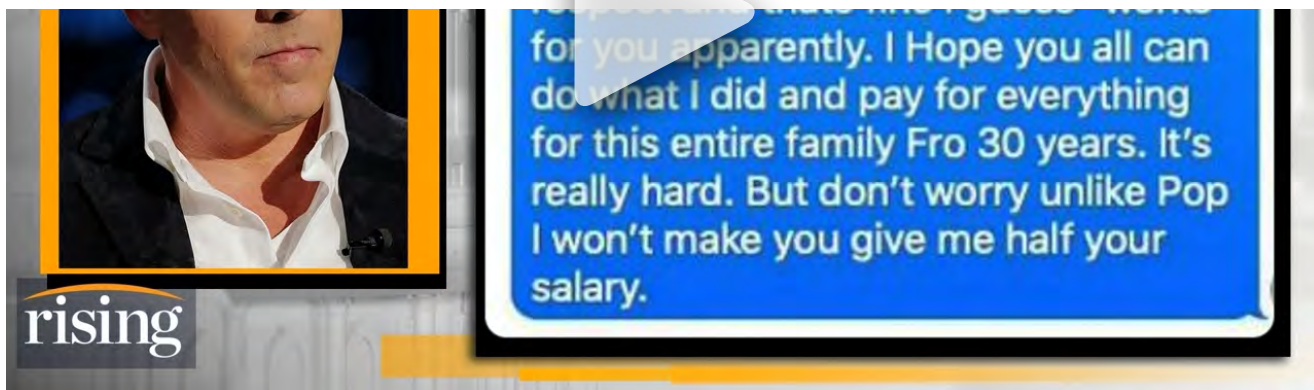 for you apparently. I Hope you all can
do what I did and pay for everything
for this entire family Fro 30 years. It's
really hard. But don't worry unlike Pop
I won't make you give me half your
salary.
rising